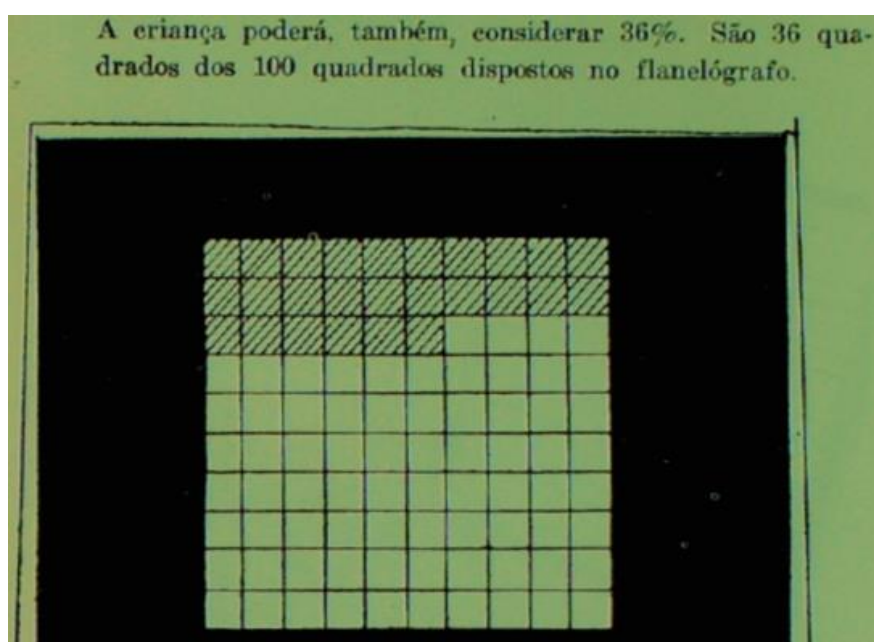 A criança poderá, também, considerar 36%. São 36 qua-
drados dos 100 quadrados dispostos no flanelógrafo.